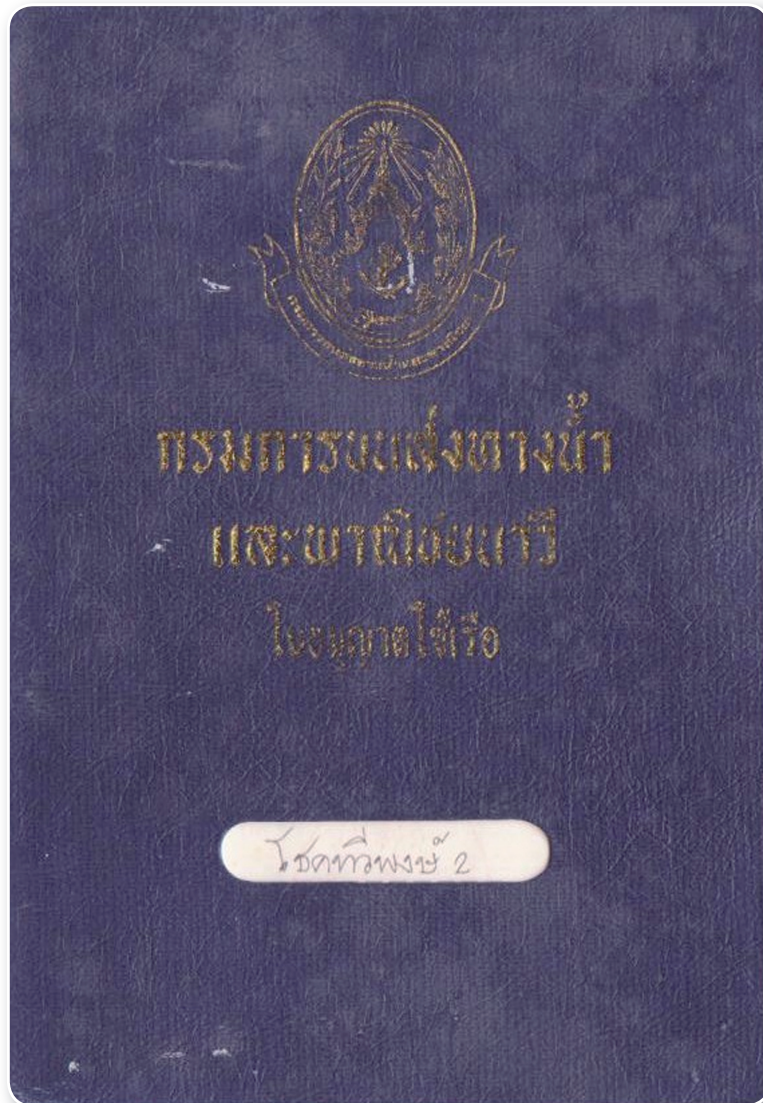 กรมการขนส่งทางน้ำ
และพาณิชยนาวี
ใบอนุญาตใช้เรือ
โชคทวีพงษ์ 2